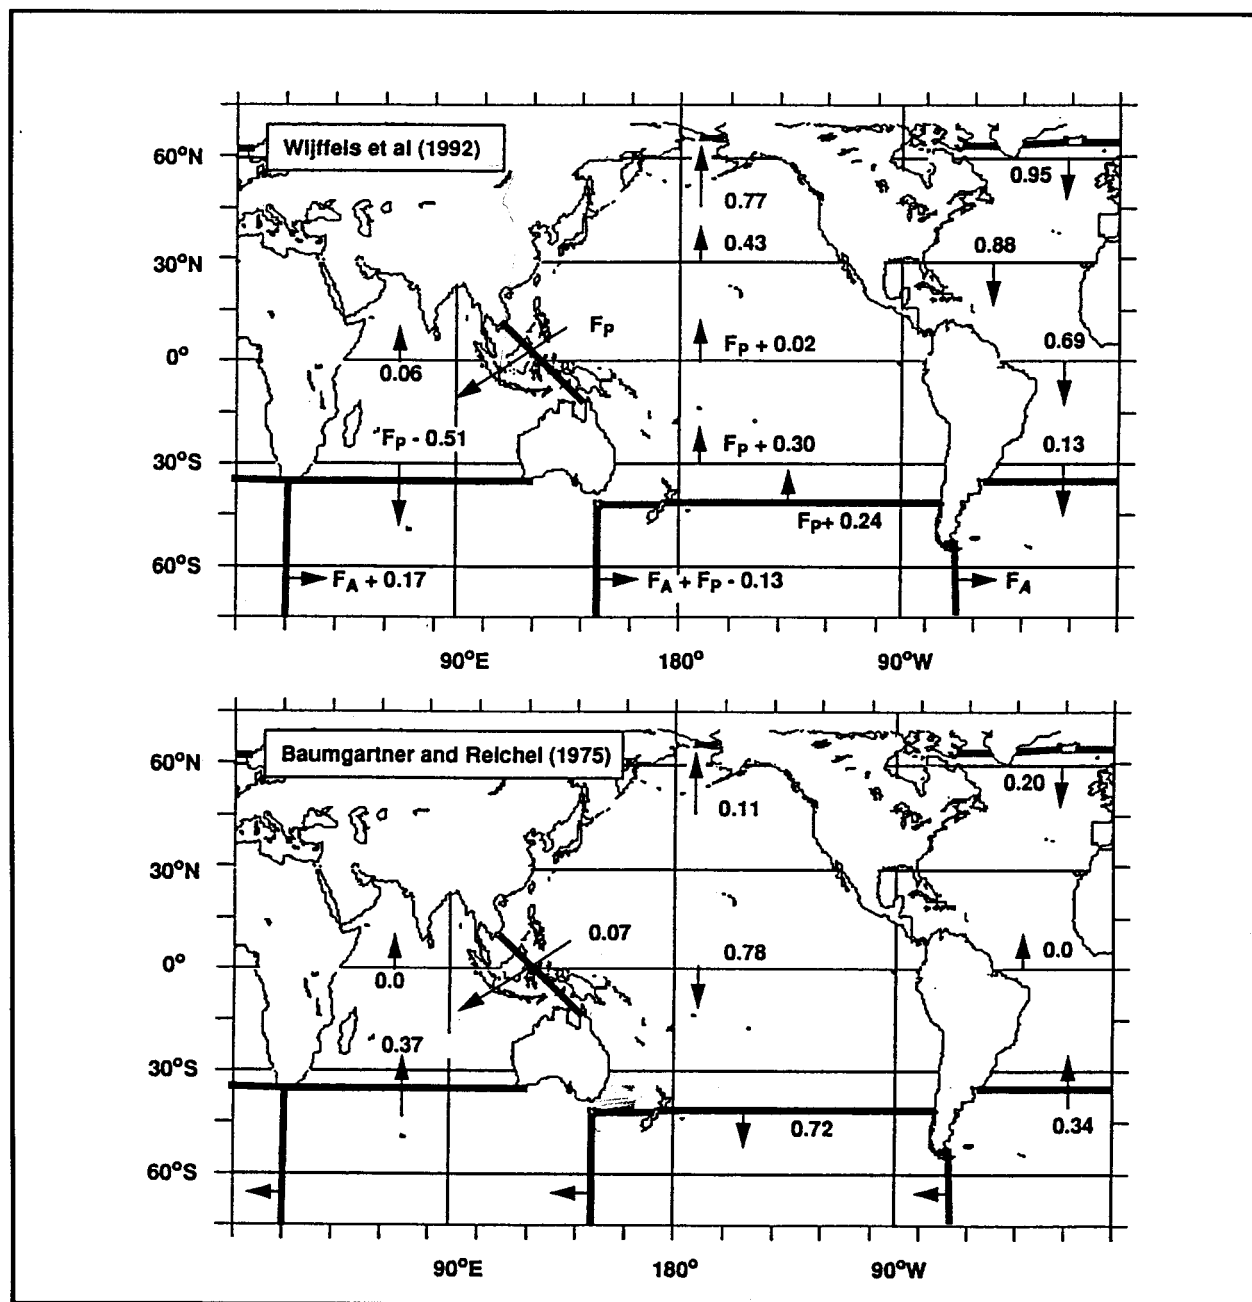 Wijffels et al (1992)
60°N
0.95
0.77
0.43
0.88
30°N
FP
FP + 0.02
0.69
0°
0.06
FP - 0.51
FP + 0.30
0.13
30°S
FP+ 0.24
60°S
FA + 0.17
FA + FP - 0.13
FA
90°E
180°
90°W
Baumgartner and Reichel (1975)
60°N
0.20
0.11
30°N
0.07
0.78
0.0
0°
0.0
0.37
30°S
0.72
0.34
60°S
90°E
180°
90°W